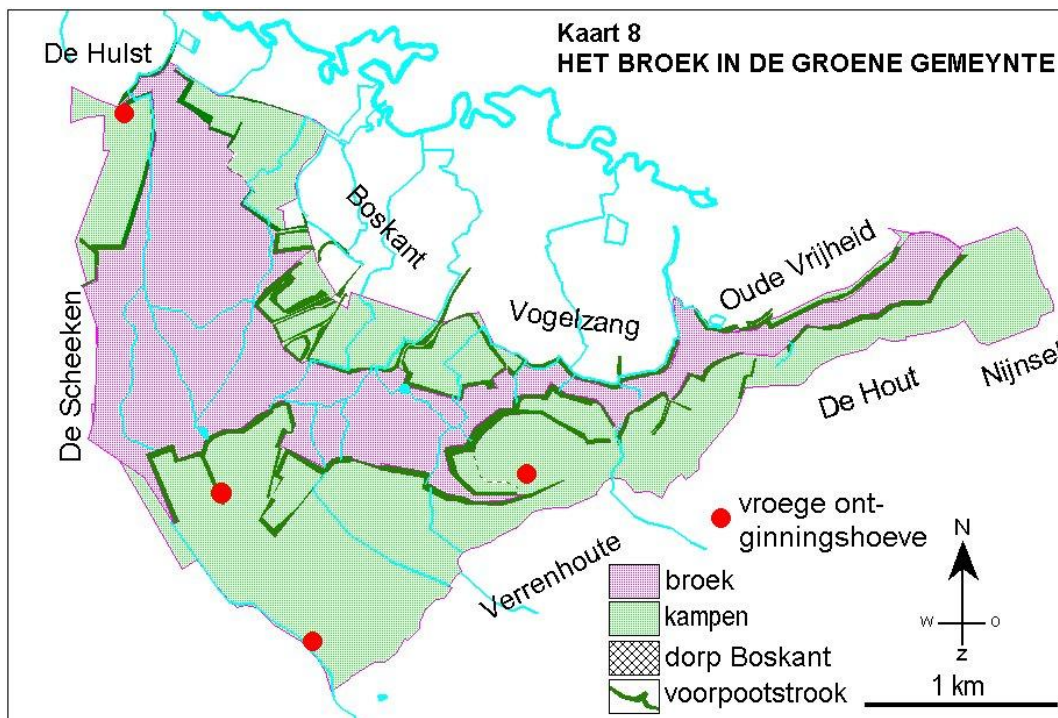 Kaart 8
HET BROEK IN DE GROENE GEMEYNTE
De Hulst
Boskant
De Scheeken
Vogelzang
Oude Vrijheid
De Hout
Nijnsel
Verrenhoute
vroege ont-
ginningshoeve
broek
kampen
dorp Boskant
voorpootstrook
N
W
O
Z
1 km